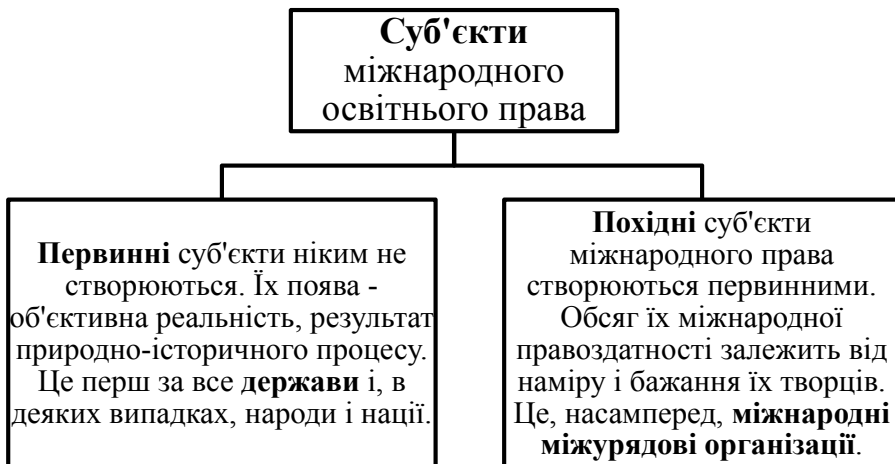 Суб'єкти
міжнародного
освітнього права
Первинні суб'єкти ніким не
створюються. Їх поява -
об'єктивна реальність, результат
природно-історичного процесу.
Це перш за все держави і, в
деяких випадках, народи і нації.
Похідні суб'єкти
міжнародного права
створюються первинними.
Обсяг їх міжнародної
правоздатності залежить від
наміру і бажання їх творців.
Це, насамперед, міжнародні
міжурядові організації.